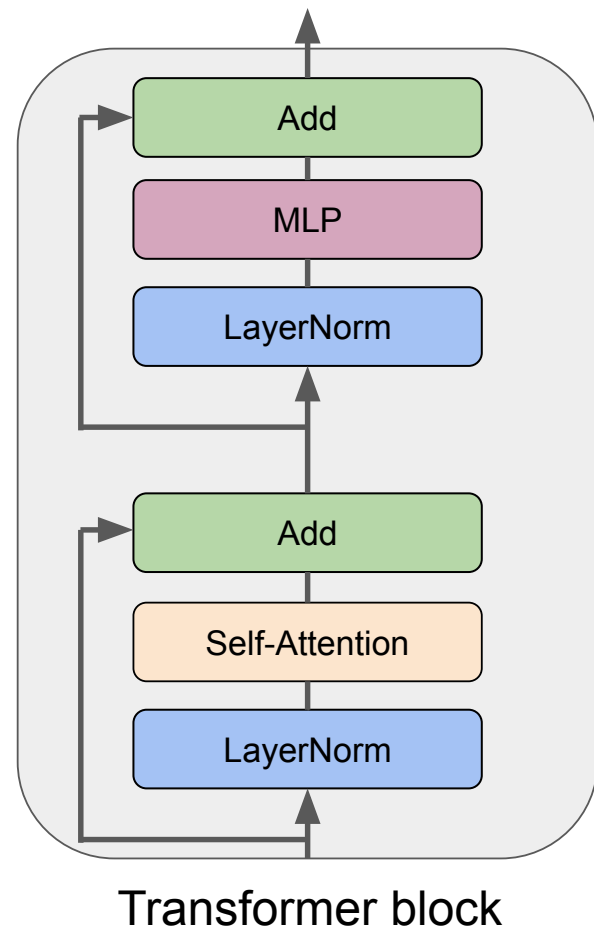 Add
MLP
LayerNorm
Add
Self-Attention
LayerNorm
Transformer block